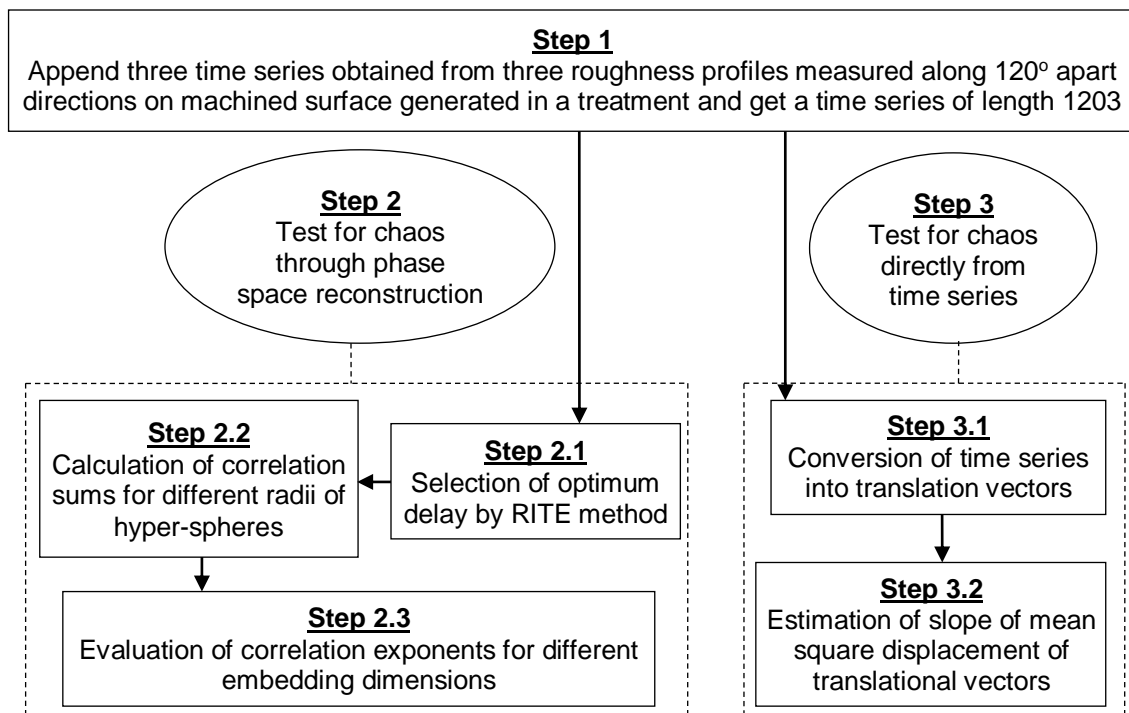 Step 1
Append three time series obtained from three roughness profiles measured along 120° apart
directions on machined surface generated in a treatment and get a time series of length 1203
Step 2
Test for chaos
through phase
space reconstruction
Step 3
Test for chaos
directly from
time series
Step 2.2
Calculation of correlation
sums for different radii of
hyper-spheres
Step 2.1
Selection of optimum
delay by RITE method
Step 2.3
Evaluation of correlation exponents for different
embedding dimensions
Step 3.1
Conversion of time series
into translation vectors
Step 3.2
Estimation of slope of mean
square displacement of
translational vectors